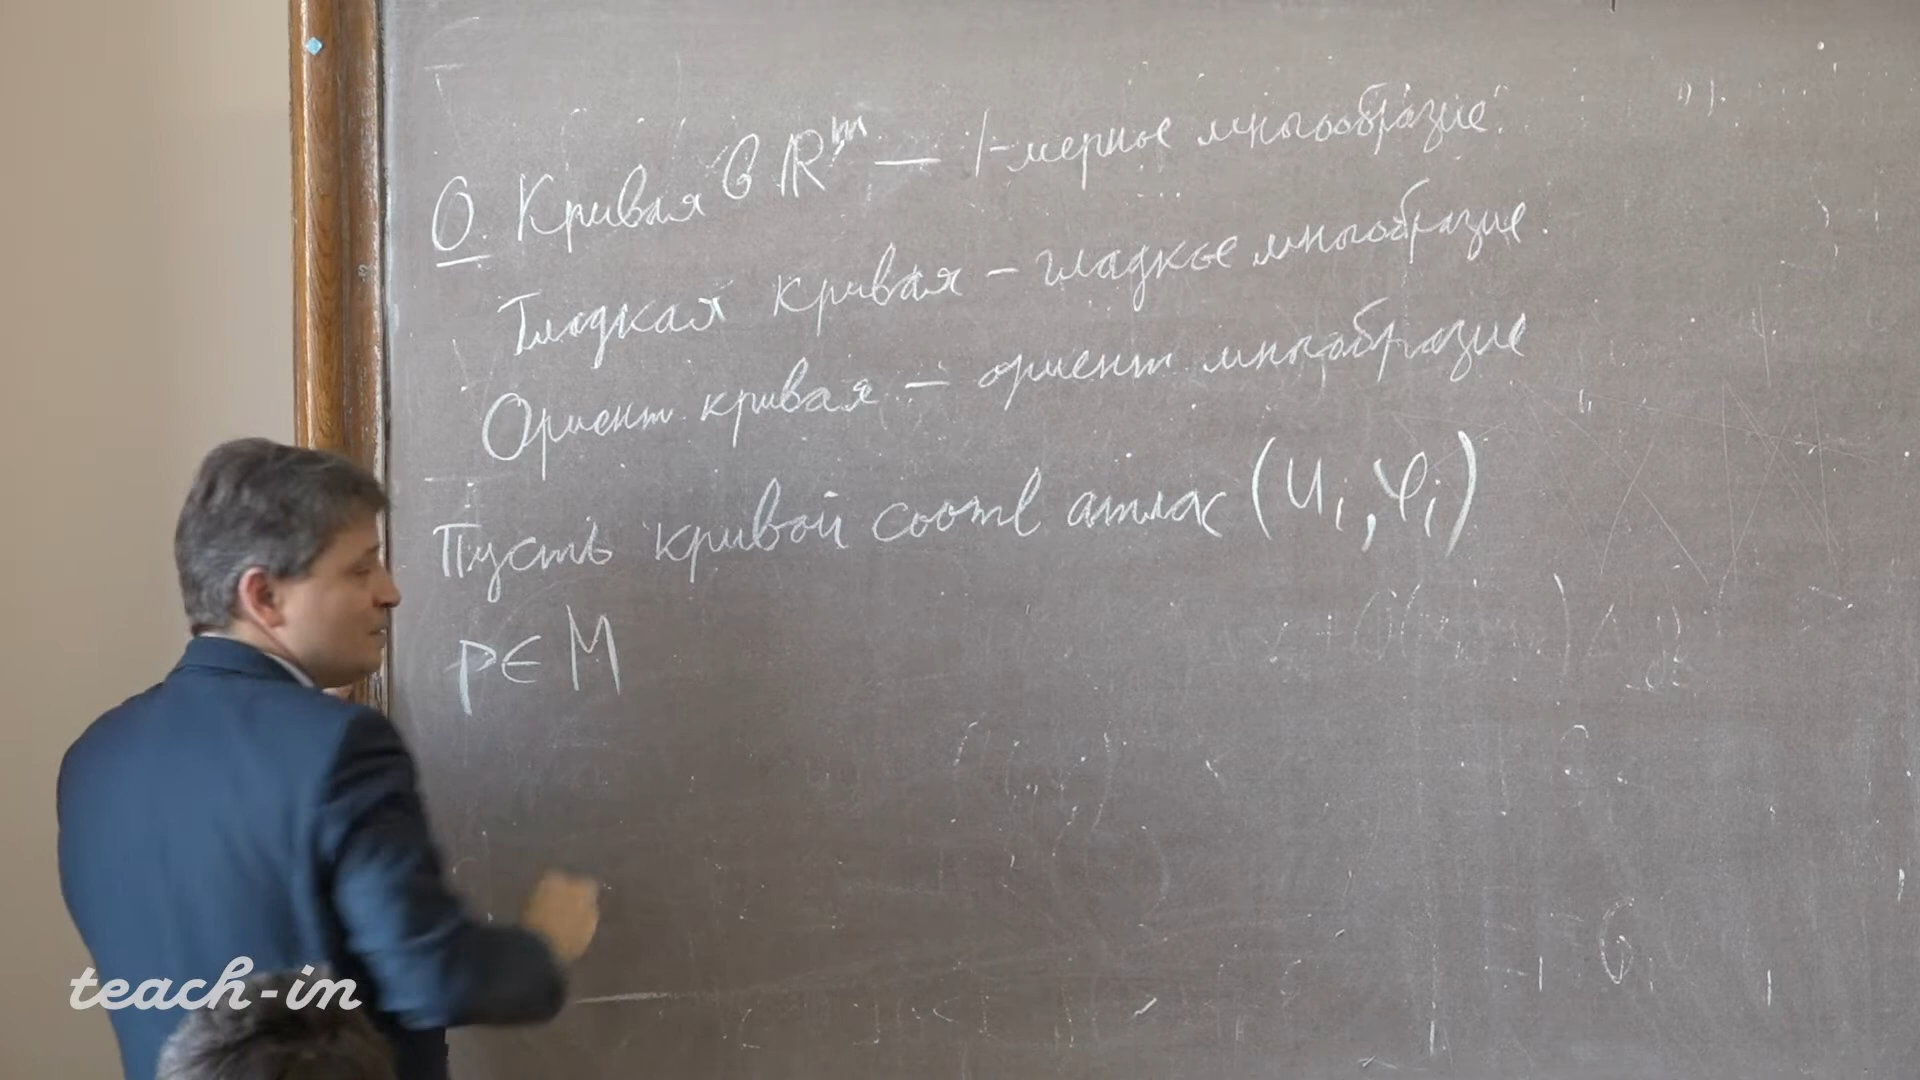 О. Кривая в ℝᵐ — 1-мерное многообразие.
Гладкая кривая – гладкое многообразие.
Ориент. кривая – ориент многообразие
Пусть кривой соотв атлас (Uᵢ, φᵢ)
p ∈ M
teach-in